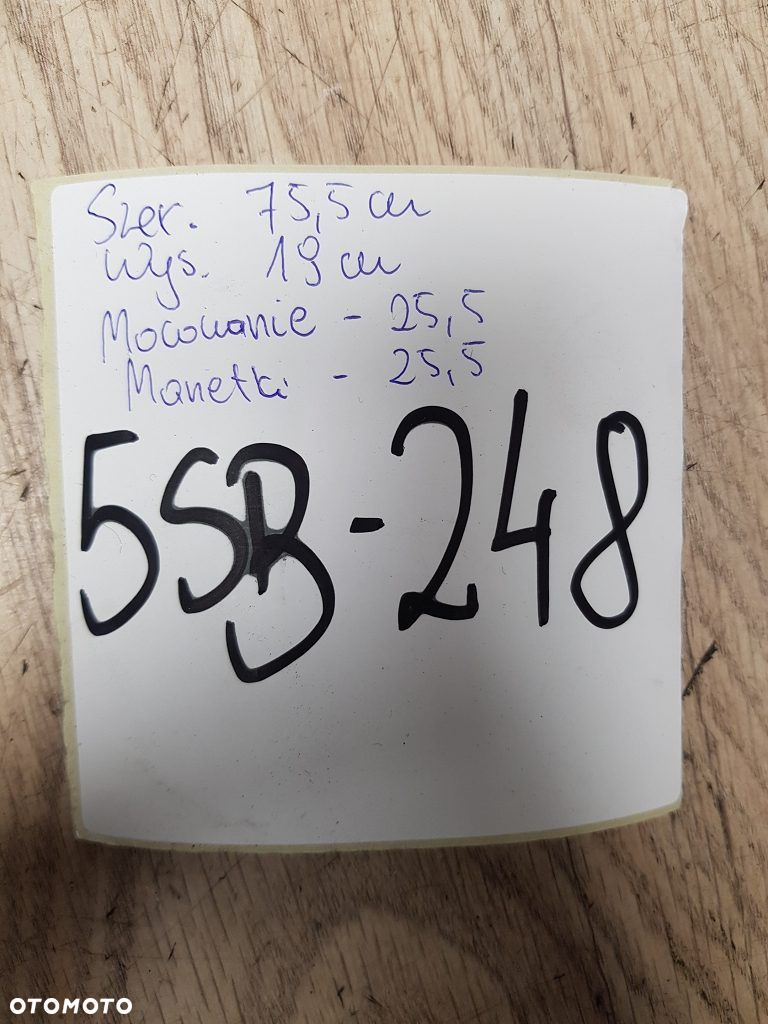 Szer. 75,5 cm
Wys. 19 cm
Mocowanie - 25,5
Manetki - 25,5
5SB-248
OTOMOTO